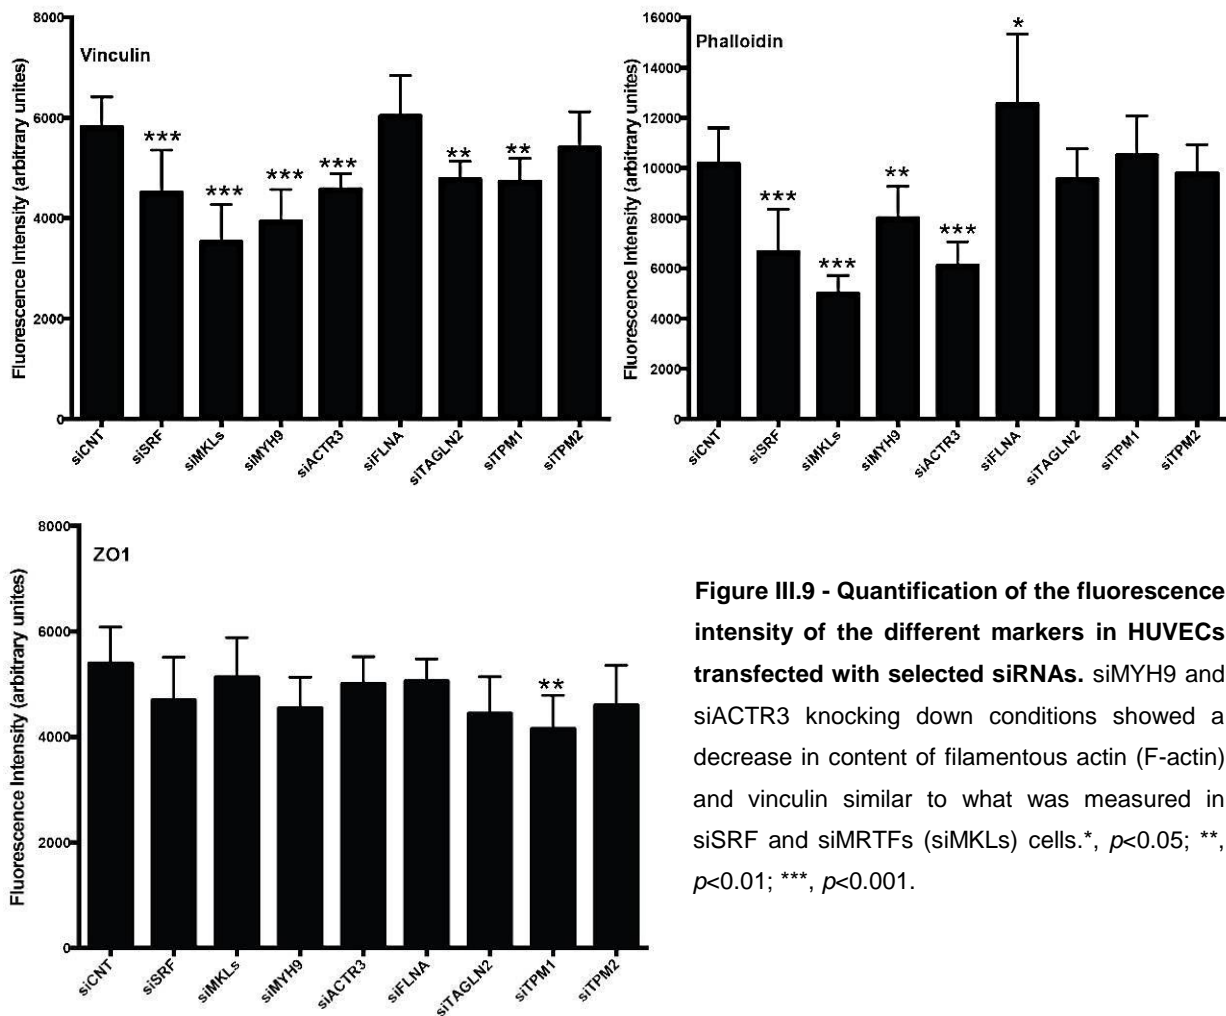 Vinculin
Fluorescence Intensity (arbitrary unites)
8000
6000
4000
2000
0
***
***
***
***
**
**
siCNT
siSRF
siMKLs
siMYH9
siACTR3
siFLNA
siTAGLN2
siTPM1
siTPM2
Phalloidin
Fluorescence Intensity (arbitrary unites)
16000
14000
12000
10000
8000
6000
4000
2000
0
***
***
**
***
*
siCNT
siSRF
siMKLs
siMYH9
siACTR3
siFLNA
siTAGLN2
siTPM1
siTPM2
ZO1
Fluorescence Intensity (arbitrary unites)
8000
6000
4000
2000
0
**
siCNT
siSRF
siMKLs
siMYH9
siACTR3
siFLNA
siTAGLN2
siTPM1
siTPM2
Figure III.9 - Quantification of the fluorescence
intensity of the different markers in HUVECs
transfected with selected siRNAs. siMYH9 and
siACTR3 knocking down conditions showed a
decrease in content of filamentous actin (F-actin)
and vinculin similar to what was measured in
siSRF and siMRTFs (siMKLs) cells.*, p<0.05; **,
p<0.01; ***, p<0.001.